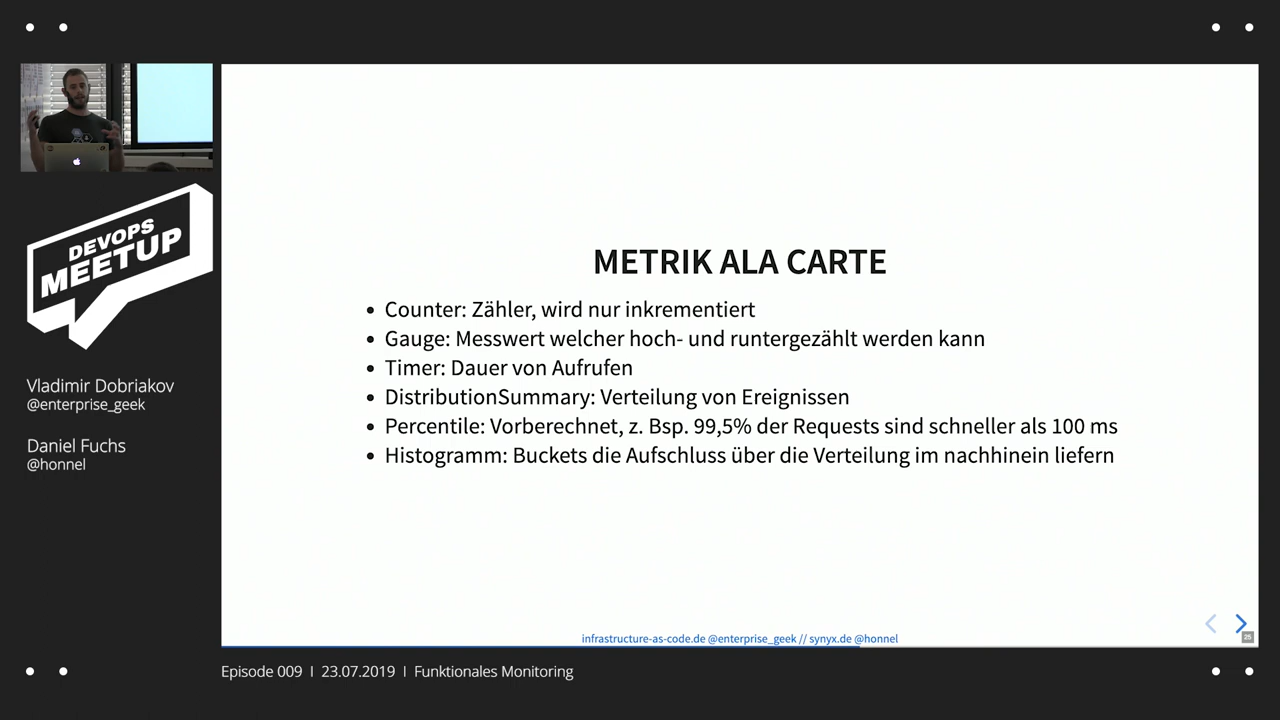 DEVOPS
MEETUP
Vladimir Dobriakov
@enterprise_geek
Daniel Fuchs
@honnel
METRIK ALA CARTE
• Counter: Zähler, wird nur inkrementiert
• Gauge: Messwert welcher hoch- und runtergezählt werden kann
• Timer: Dauer von Aufrufen
• DistributionSummary: Verteilung von Ereignissen
• Percentile: Vorberechnet, z. Bsp. 99,5% der Requests sind schneller als 100 ms
• Histogramm: Buckets die Aufschluss über die Verteilung im nachhinein liefern
infrastructure-as-code.de @enterprise_geek // synyx.de @honnel
25
Episode 009 | 23.07.2019 | Funktionales Monitoring